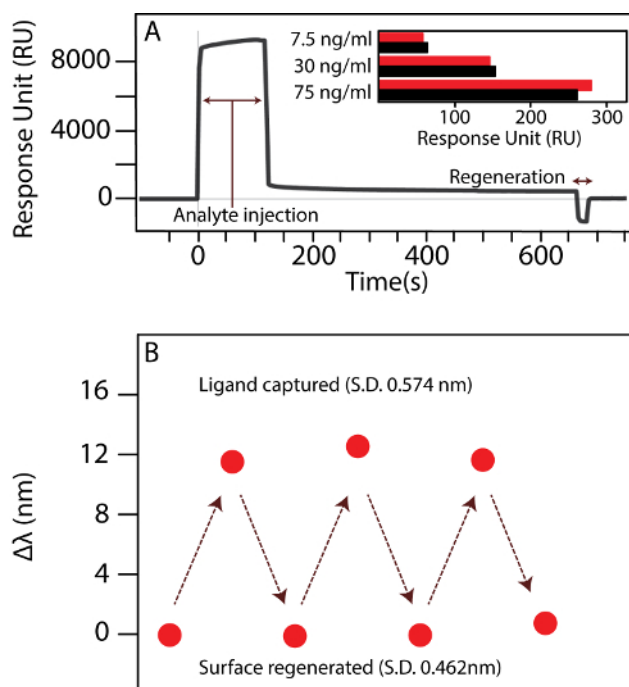 A
Response Unit (RU)
8000
4000
0
7.5 ng/ml
30 ng/ml
75 ng/ml
100
200
300
Response Unit (RU)
Analyte injection
Regeneration
0
200
400
600
Time(s)
B
Δλ (nm)
16
12
8
4
0
Ligand captured (S.D. 0.574 nm)
Surface regenerated (S.D. 0.462nm)